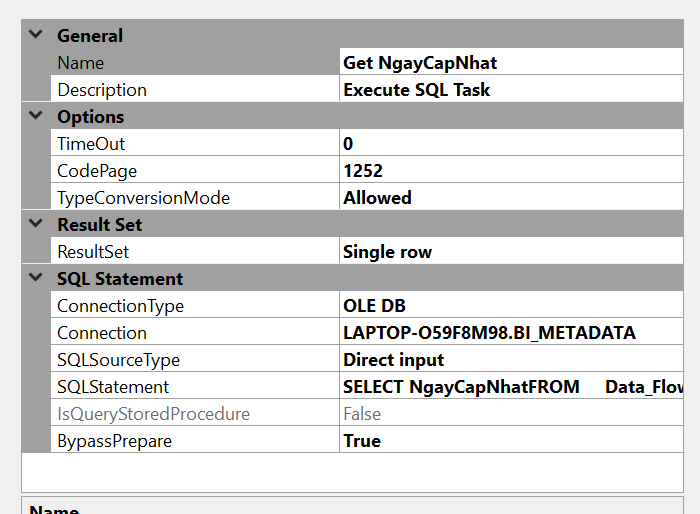 General
Name Get NgayCapNhat
Description Execute SQL Task
Options
TimeOut 0
CodePage 1252
TypeConversionMode Allowed
Result Set
ResultSet Single row
SQL Statement
ConnectionType OLE DB
Connection LAPTOP-O59F8M98.BI_METADATA
SQLSourceType Direct input
SQLStatement SELECT NgayCapNhatFROM Data_Flow
IsQueryStoredProcedure False
BypassPrepare True
Name